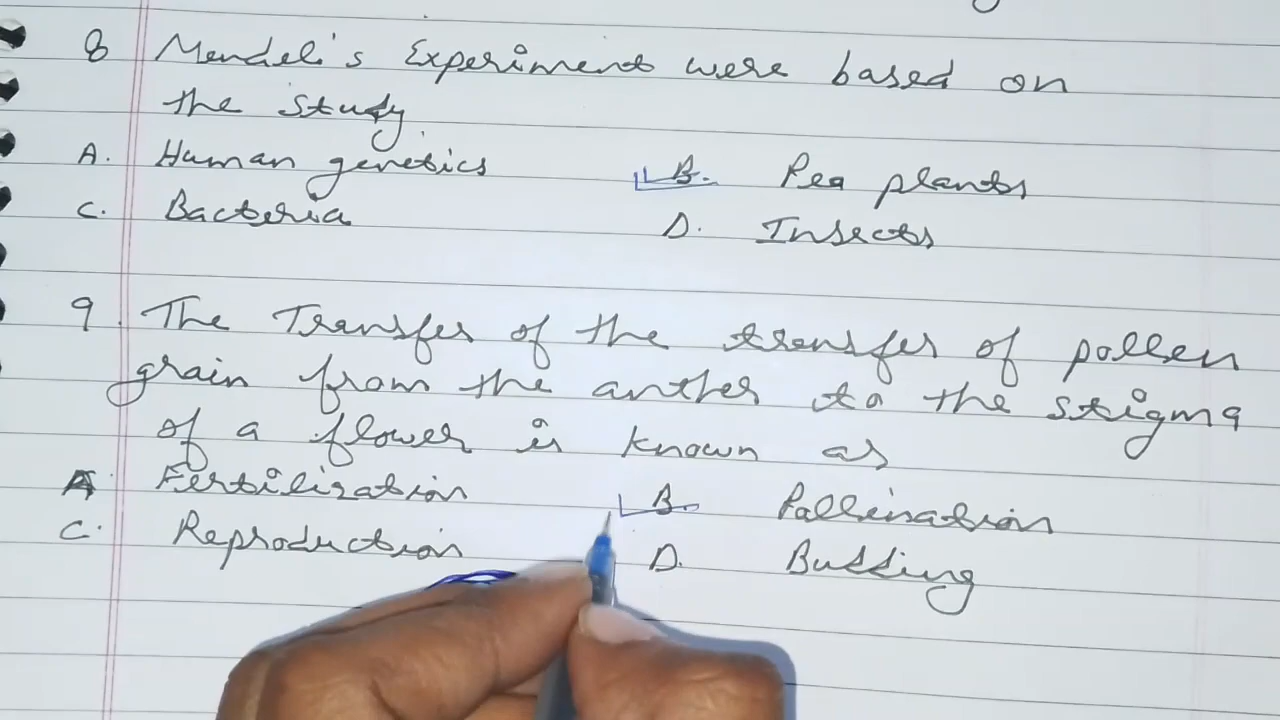 8 Mendel's Experiment were based on
the study
A. Human genetics B. Pea plants
C. Bacteria D. Insects
9. The Transfer of the transfer of pollen
grain from the anther to the stigma
of a flower is known as
A Fertilization B. Pollination
C. Reproduction D. Budding